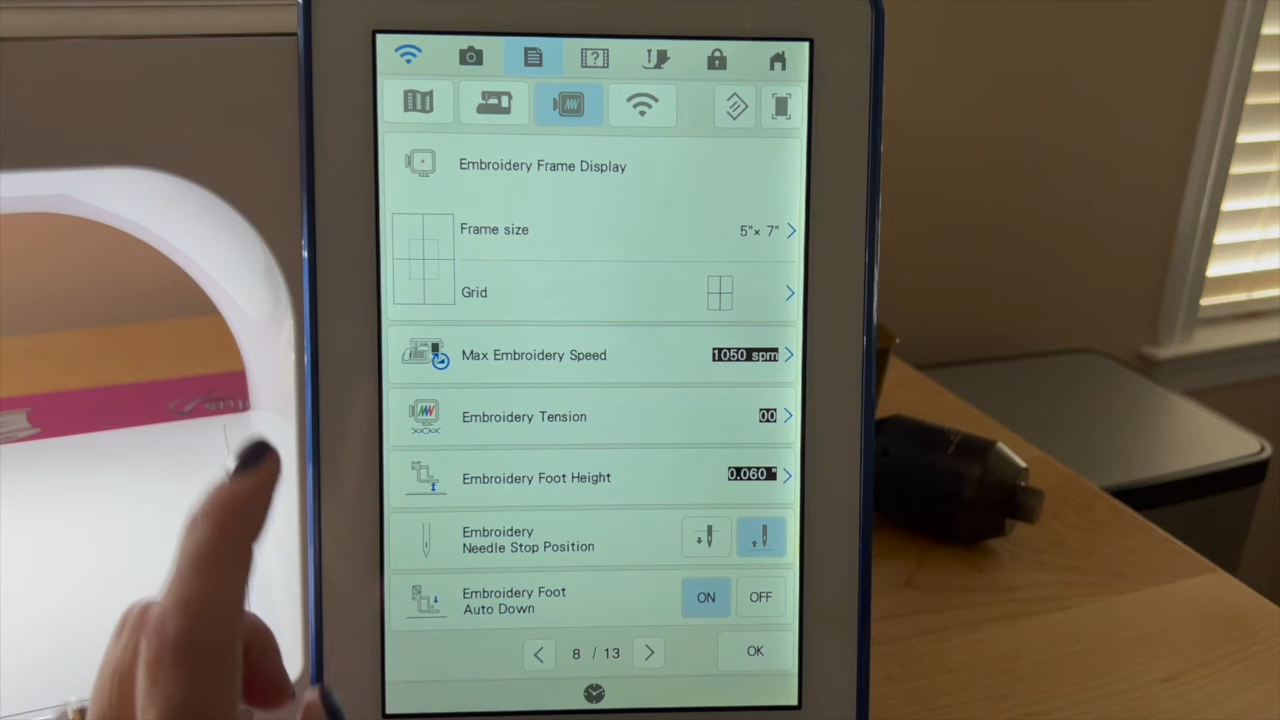 Embroidery Frame Display
Frame size 5"× 7"
Grid
Max Embroidery Speed 1050 spm
Embroidery Tension 00
Embroidery Foot Height 0.060 "
Embroidery
Needle Stop Position
Embroidery Foot
Auto Down
ON OFF
8 / 13 OK